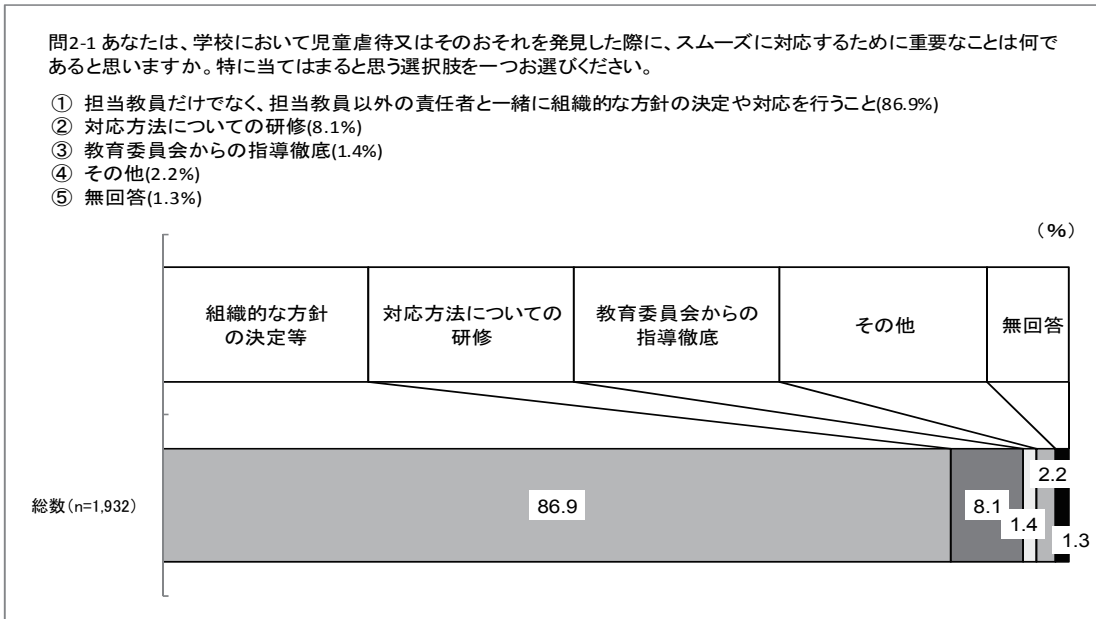 問2-1 あなたは、学校において児童虐待又はそのおそれを発見した際に、スムーズに対応するために重要なことは何で
あると思いますか。特に当てはまると思う選択肢を一つお選びください。
① 担当教員だけでなく、担当教員以外の責任者と一緒に組織的な方針の決定や対応を行うこと(86.9%)
② 対応方法についての研修(8.1%)
③ 教育委員会からの指導徹底(1.4%)
④ その他(2.2%)
⑤ 無回答(1.3%)
(%)
組織的な方針
の決定等
対応方法についての
研修
教育委員会からの
指導徹底
その他
無回答
総数(n=1,932)
86.9
8.1
1.4
2.2
1.3